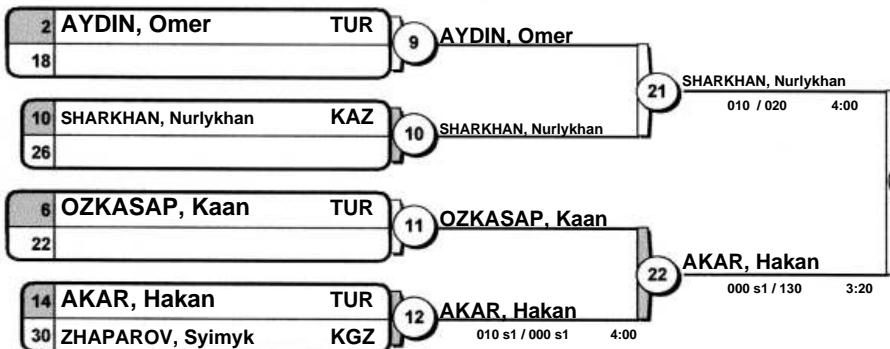 2 AYDIN, Omer TUR
18
9 AYDIN, Omer
10 SHARKHAN, Nurlykhan KAZ
26
10 SHARKHAN, Nurlykhan
21 SHARKHAN, Nurlykhan
010 / 020 4:00
6 OZKASAP, Kaan TUR
22
11 OZKASAP, Kaan
14 AKAR, Hakan TUR
30 ZHAPAROV, Syimyk KGZ
12 AKAR, Hakan
010 s1 / 000 s1 4:00
22 AKAR, Hakan
000 s1 / 130 3:20